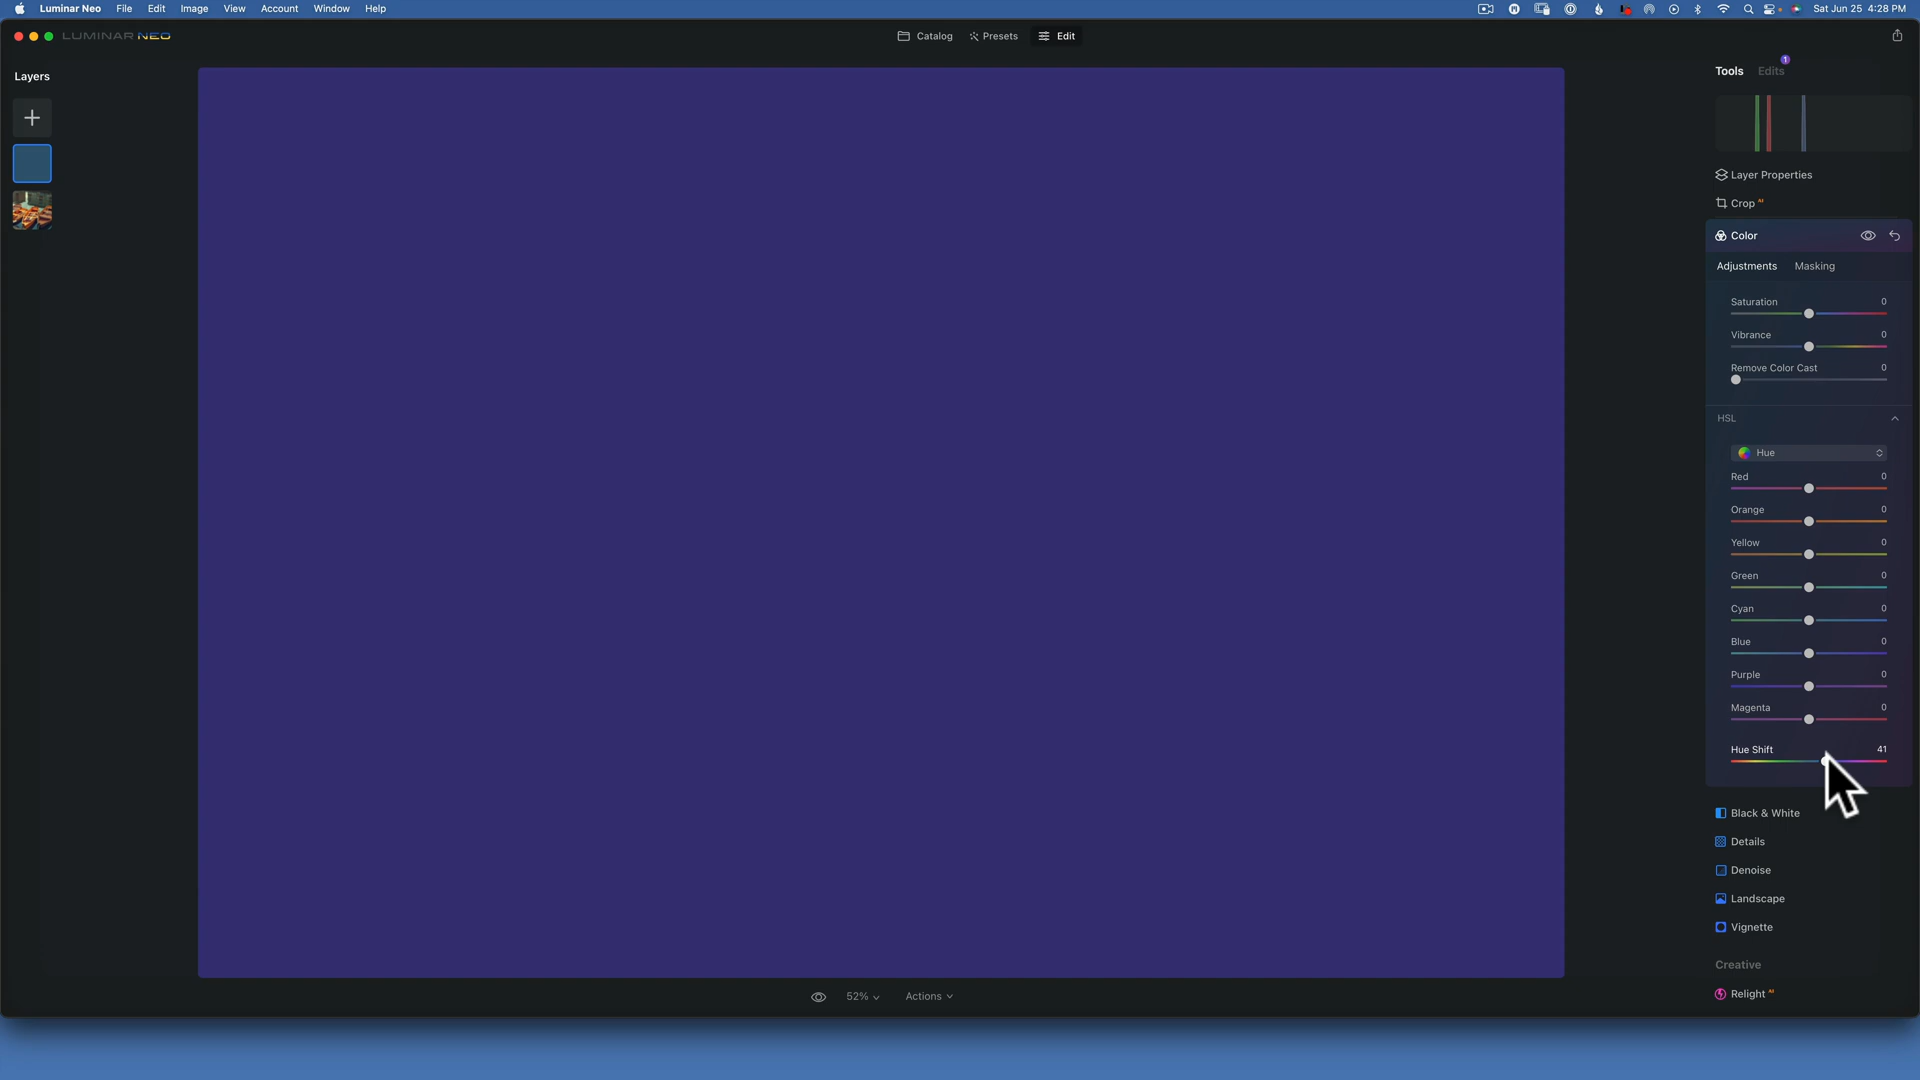 Luminar Neo File Edit Image View Account Window Help Sat Jun 25 4:28 PM
LUMINAR NEO Catalog Presets Edit
Layers
Tools Edits 1
Layer Properties
Crop AI
Color
Adjustments Masking
Saturation 0
Vibrance 0
Remove Color Cast 0
HSL
Hue
Red 0
Orange 0
Yellow 0
Green 0
Cyan 0
Blue 0
Purple 0
Magenta 0
Hue Shift 41
Black & White
Details
Denoise
Landscape
Vignette
Creative
Relight AI
52% Actions